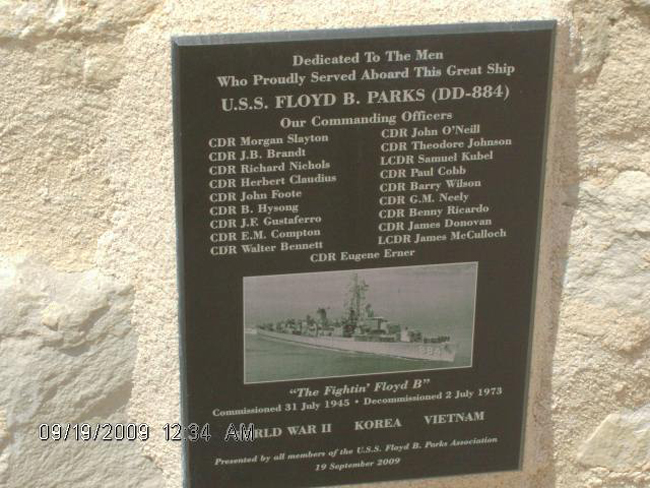 Dedicated To The Men
Who Proudly Served Aboard This Great Ship
U.S.S. FLOYD B. PARKS (DD-884)
Our Commanding Officers
CDR Morgan Slayton
CDR J.B. Brandt
CDR Richard Nichols
CDR Herbert Claudius
CDR John Foote
CDR B. Hysong
CDR J.F. Gustaferro
CDR E.M. Compton
CDR Walter Bennett
CDR John O'Neill
CDR Theodore Johnson
LCDR Samuel Kubel
CDR Paul Cobb
CDR Barry Wilson
CDR G.M. Neely
CDR Benny Ricardo
CDR James Donovan
LCDR James McCulloch
CDR Eugene Erner
"The Fightin' Floyd B"
Commissioned 31 July 1945 • Decommissioned 2 July 1973
WORLD WAR II KOREA VIETNAM
Presented by all members of the U.S.S. Floyd B. Parks Association
19 September 2009
09/19/2009 12:34 AM